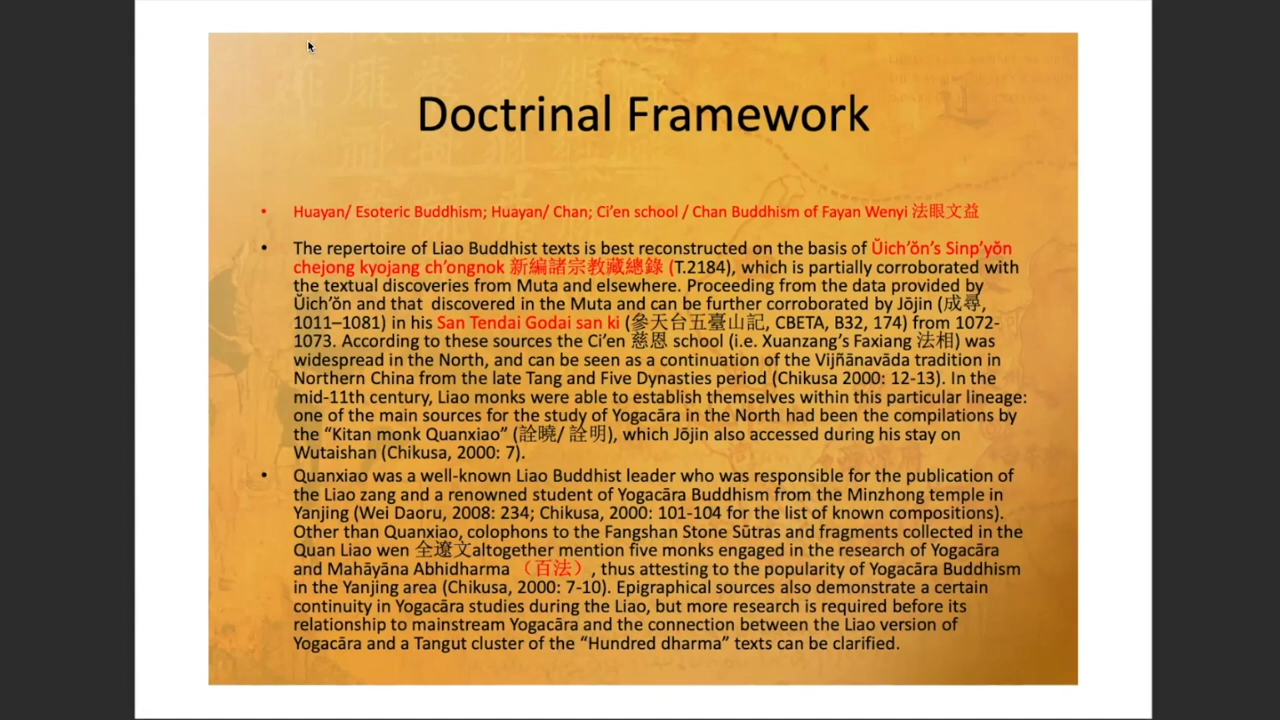 Doctrinal Framework
• Huayan/ Esoteric Buddhism; Huayan/ Chan; Ci’en school / Chan Buddhism of Fayan Wenyi 法眼文益
• The repertoire of Liao Buddhist texts is best reconstructed on the basis of Ŭich’ŏn’s Sinp’yŏn
chejong kyojang ch’ongnok 新編諸宗教藏總錄 (T.2184), which is partially corroborated with
the textual discoveries from Muta and elsewhere. Proceeding from the data provided by
Ŭich’ŏn and that discovered in the Muta and can be further corroborated by Jōjin (成尋,
1011–1081) in his San Tendai Godai san ki (參天台五臺山記, CBETA, B32, 174) from 1072-
1073. According to these sources the Ci’en 慈恩 school (i.e. Xuanzang’s Faxiang 法相) was
widespread in the North, and can be seen as a continuation of the Vijñānavāda tradition in
Northern China from the late Tang and Five Dynasties period (Chikusa 2000: 12-13). In the
mid-11th century, Liao monks were able to establish themselves within this particular lineage:
one of the main sources for the study of Yogacāra in the North had been the compilations by
the “Kitan monk Quanxiao” (詮曉/ 詮明), which Jōjin also accessed during his stay on
Wutaishan (Chikusa, 2000: 7).
• Quanxiao was a well-known Liao Buddhist leader who was responsible for the publication of
the Liao zang and a renowned student of Yogacāra Buddhism from the Minzhong temple in
Yanjing (Wei Daoru, 2008: 234; Chikusa, 2000: 101-104 for the list of known compositions).
Other than Quanxiao, colophons to the Fangshan Stone Sūtras and fragments collected in the
Quan Liao wen 全遼文altogether mention five monks engaged in the research of Yogacāra
and Mahāyāna Abhidharma （百法）, thus attesting to the popularity of Yogacāra Buddhism
in the Yanjing area (Chikusa, 2000: 7-10). Epigraphical sources also demonstrate a certain
continuity in Yogacāra studies during the Liao, but more research is required before its
relationship to mainstream Yogacāra and the connection between the Liao version of
Yogacāra and a Tangut cluster of the “Hundred dharma” texts can be clarified.